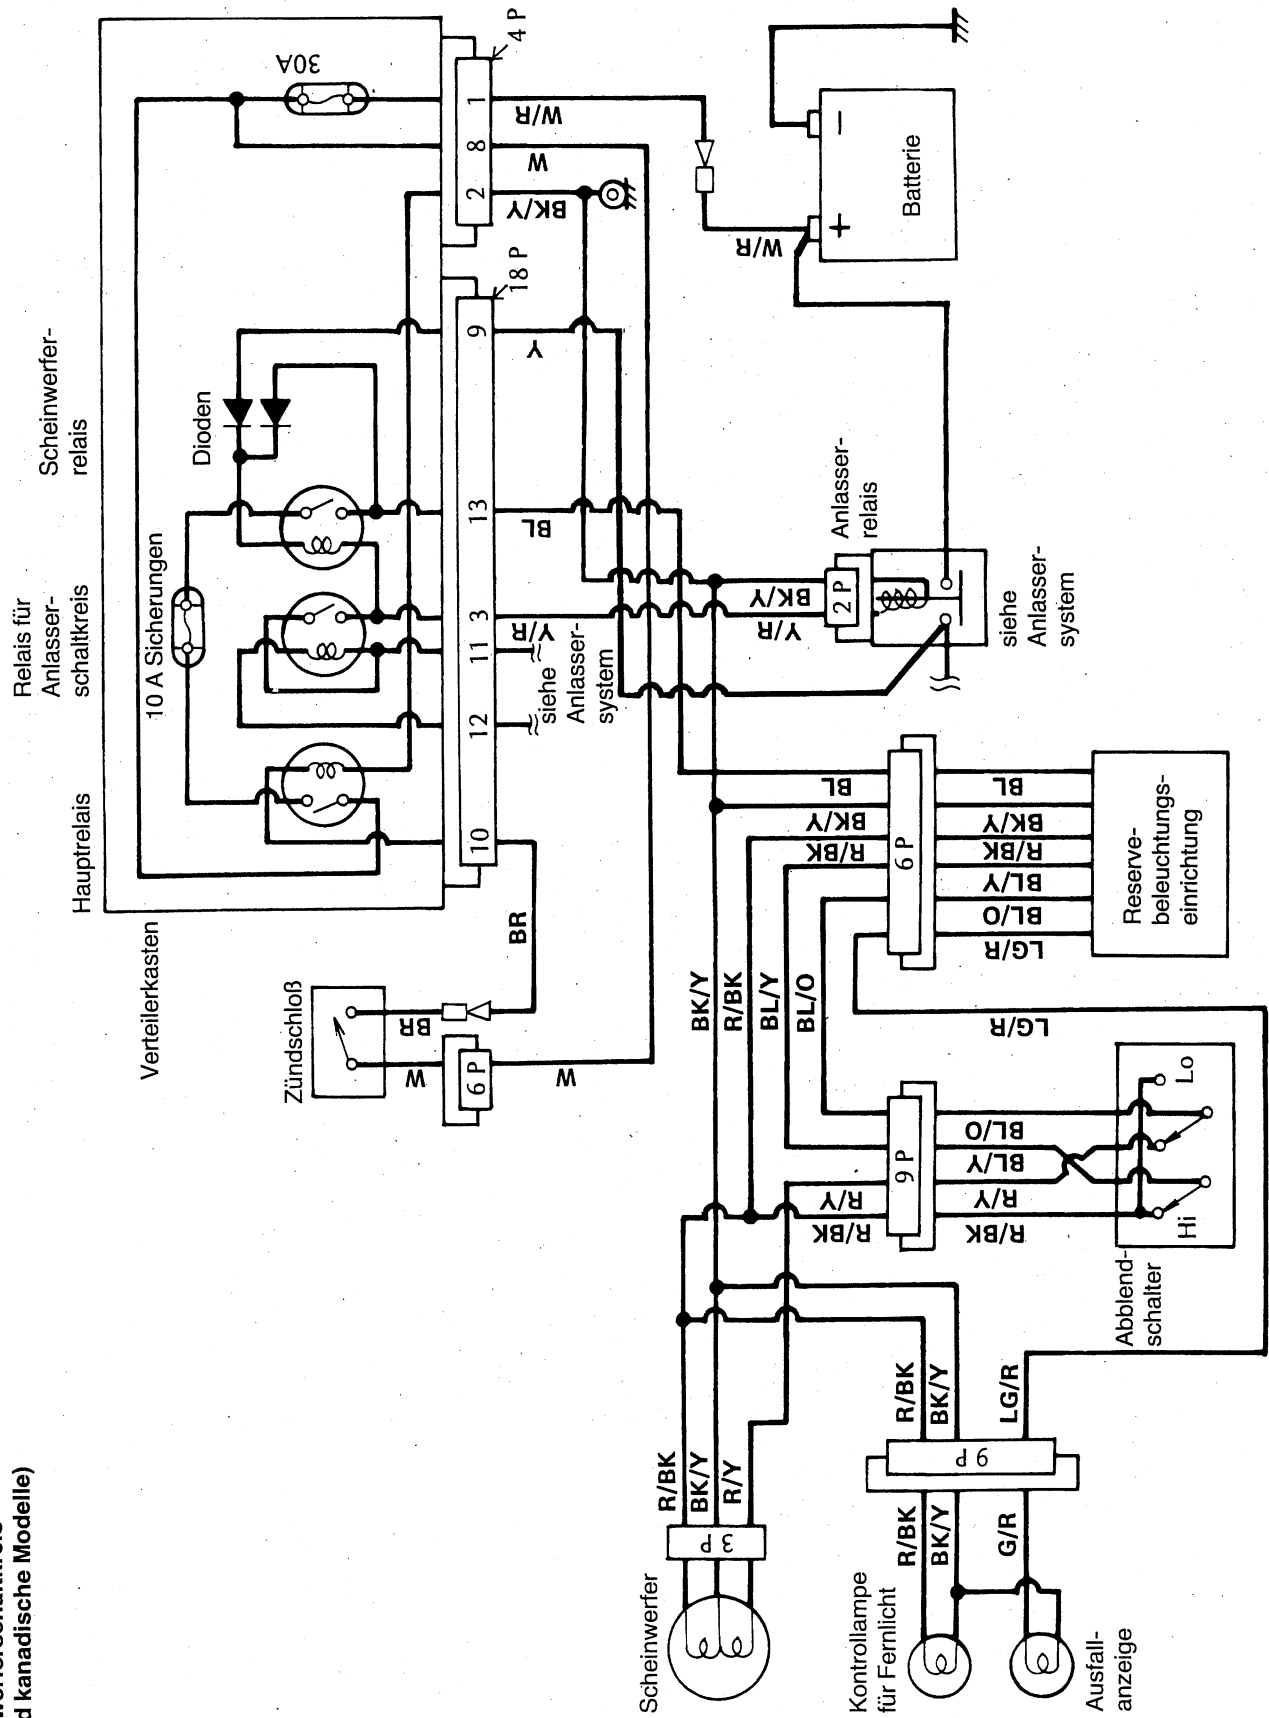 d kanadische Modelle)
Hauptrelais
Relais für
Anlasser-
schaltkreis
Scheinwerfer-
relais
10 A Sicherungen
Dioden
30A
Verteilerkasten
10
12
11
3
13
9
18 P
2
8
1
4 P
BR
siehe
Anlasser-
system
Y/R
BL
Y
BK/Y
W
W/R
Zündschloß
W
BR
6 P
W
W/R
Batterie
+
−
Anlasser-
relais
2 P
Y/R
BK/Y
siehe
Anlasser-
system
BK/Y
R/BK
BL/Y
BL/O
BL
BK/Y
R/BK
6 P
BL
BK/Y
R/BK
BL/Y
BL/O
LG/R
Reserve-
beleuchtungs-
einrichtung
LG/R
R/Y
R/BK
9 P
BL/O
BL/Y
R/Y
R/BK
Hi
Lo
Abblend-
schalter
R/BK
BK/Y
R/Y
3 P
Scheinwerfer
R/BK
BK/Y
LG/R
9 P
R/BK
BK/Y
G/R
Kontrollampe
für Fernlicht
Ausfall-
anzeige